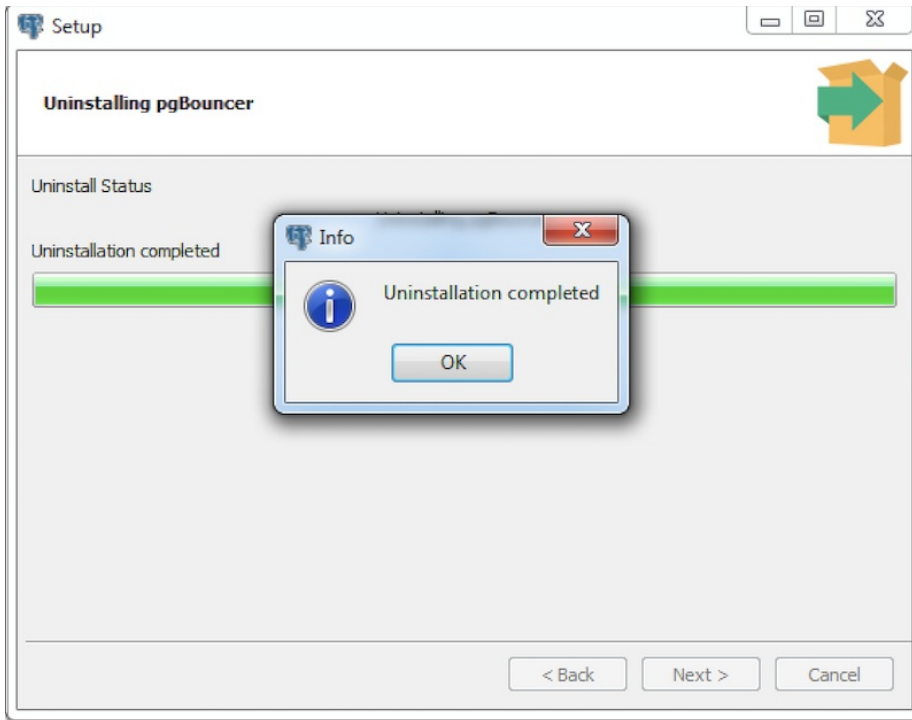 Setup
Uninstalling pgBouncer
Uninstall Status
Uninstallation completed
Info
Uninstallation completed
OK
< Back
Next >
Cancel